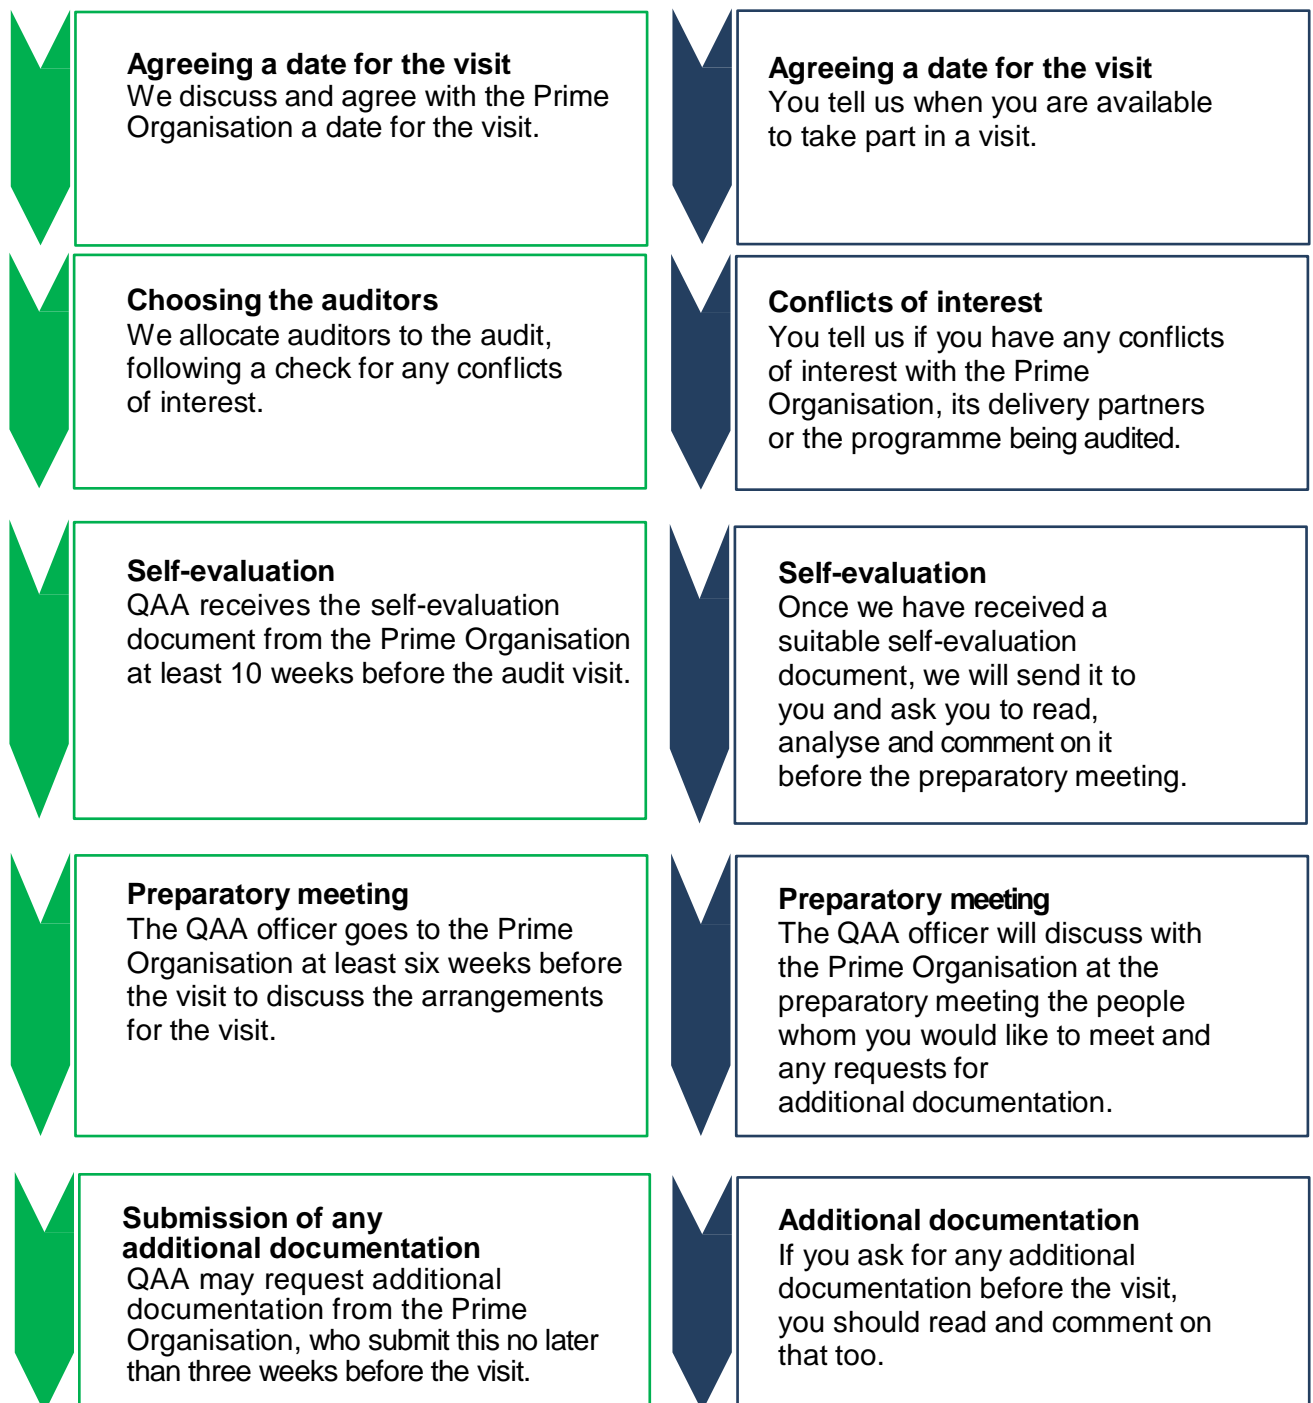 Agreeing a date for the visit
We discuss and agree with the Prime
Organisation a date for the visit.
Agreeing a date for the visit
You tell us when you are available
to take part in a visit.
Choosing the auditors
We allocate auditors to the audit,
following a check for any conflicts
of interest.
Conflicts of interest
You tell us if you have any conflicts
of interest with the Prime
Organisation, its delivery partners
or the programme being audited.
Self-evaluation
QAA receives the self-evaluation
document from the Prime Organisation
at least 10 weeks before the audit visit.
Self-evaluation
Once we have received a
suitable self-evaluation
document, we will send it to
you and ask you to read,
analyse and comment on it
before the preparatory meeting.
Preparatory meeting
The QAA officer goes to the Prime
Organisation at least six weeks before
the visit to discuss the arrangements
for the visit.
Preparatory meeting
The QAA officer will discuss with
the Prime Organisation at the
preparatory meeting the people
whom you would like to meet and
any requests for
additional documentation.
Submission of any
additional documentation
QAA may request additional
documentation from the Prime
Organisation, who submit this no later
than three weeks before the visit.
Additional documentation
If you ask for any additional
documentation before the visit,
you should read and comment on
that too.